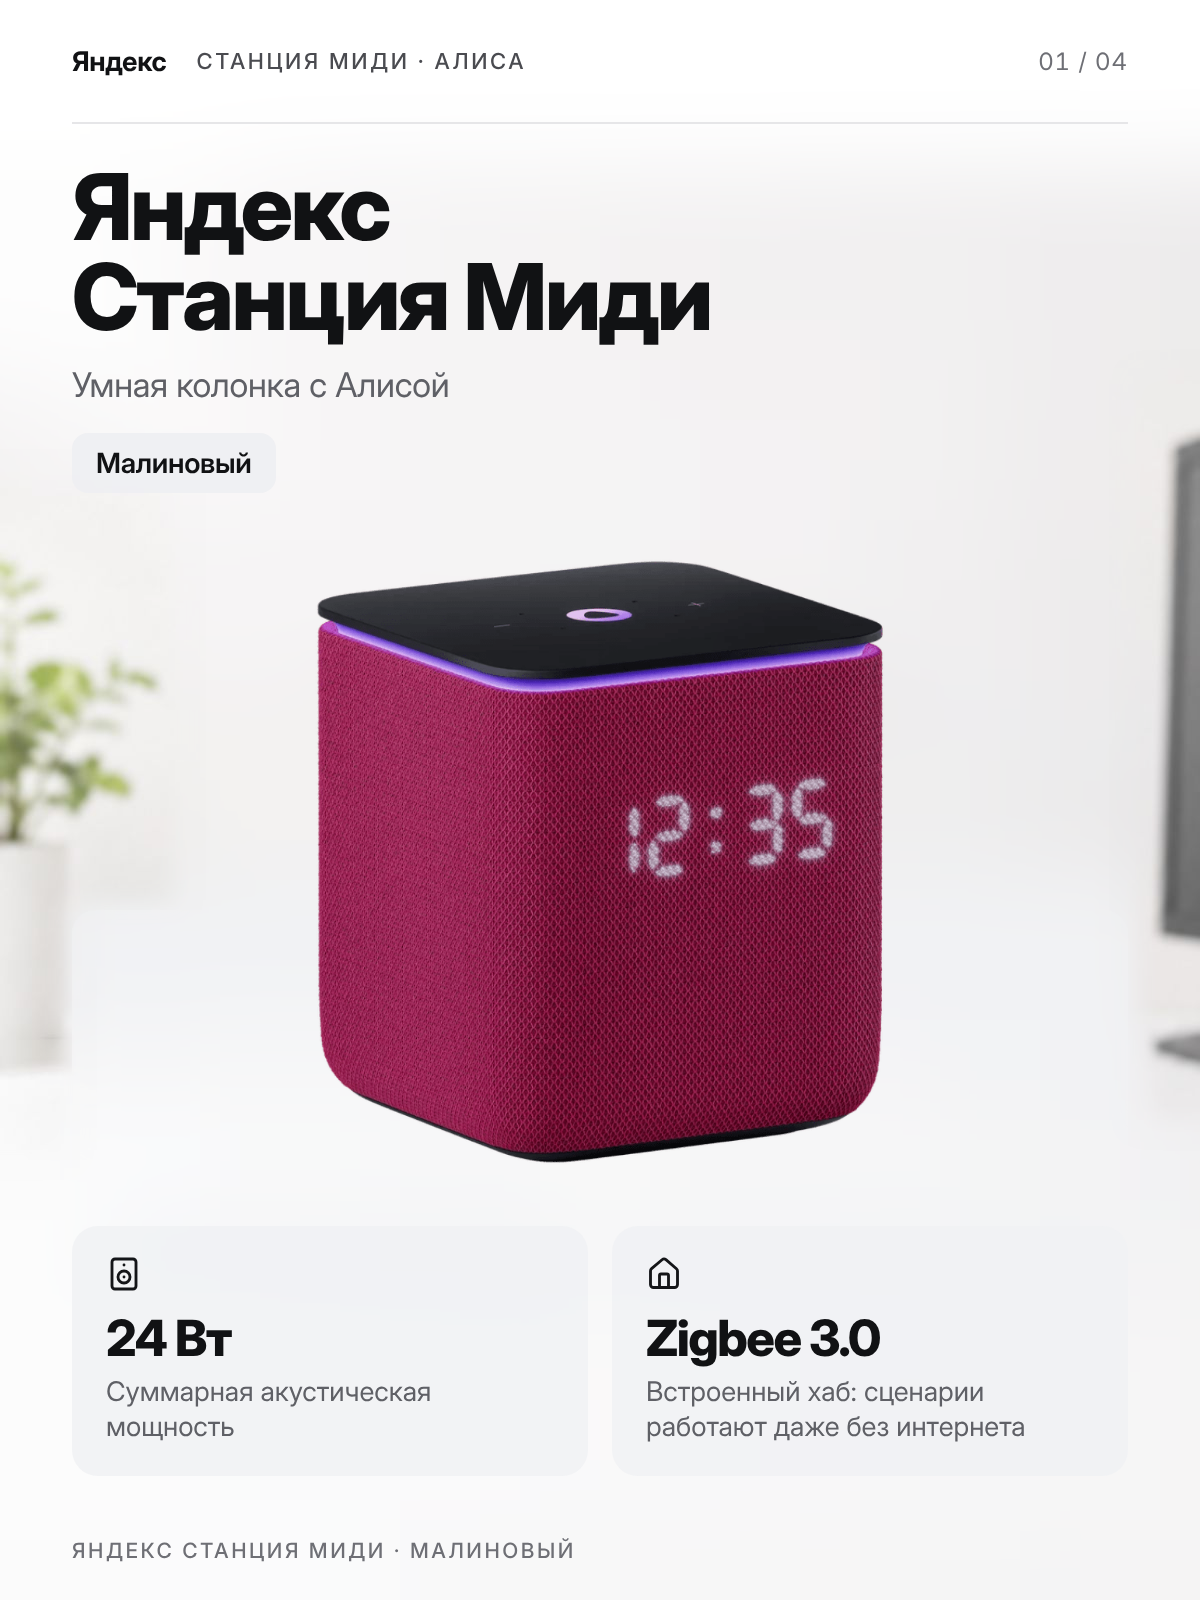 Яндекс СТАНЦИЯ МИДИ · АЛИСА 01 / 04
Яндекс
Станция Миди
Умная колонка с Алисой
Малиновый
12:35
24 Вт
Суммарная акустическая
мощность
Zigbee 3.0
Встроенный хаб: сценарии
работают даже без интернета
ЯНДЕКС СТАНЦИЯ МИДИ · МАЛИНОВЫЙ